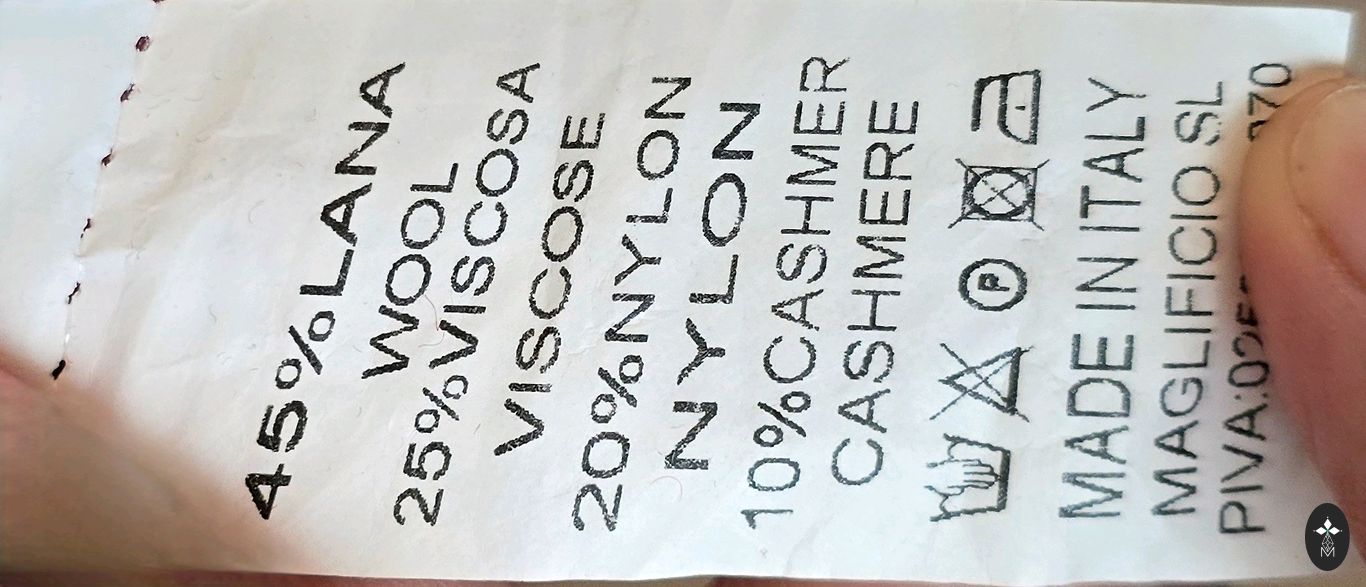 45%LANA
WOOL
25%VISCOSA
VISCOSE
20%NYLON
NYLON
10%CASHMER
CASHMERE
P
MADE IN ITALY
MAGLIFICIO SL
M